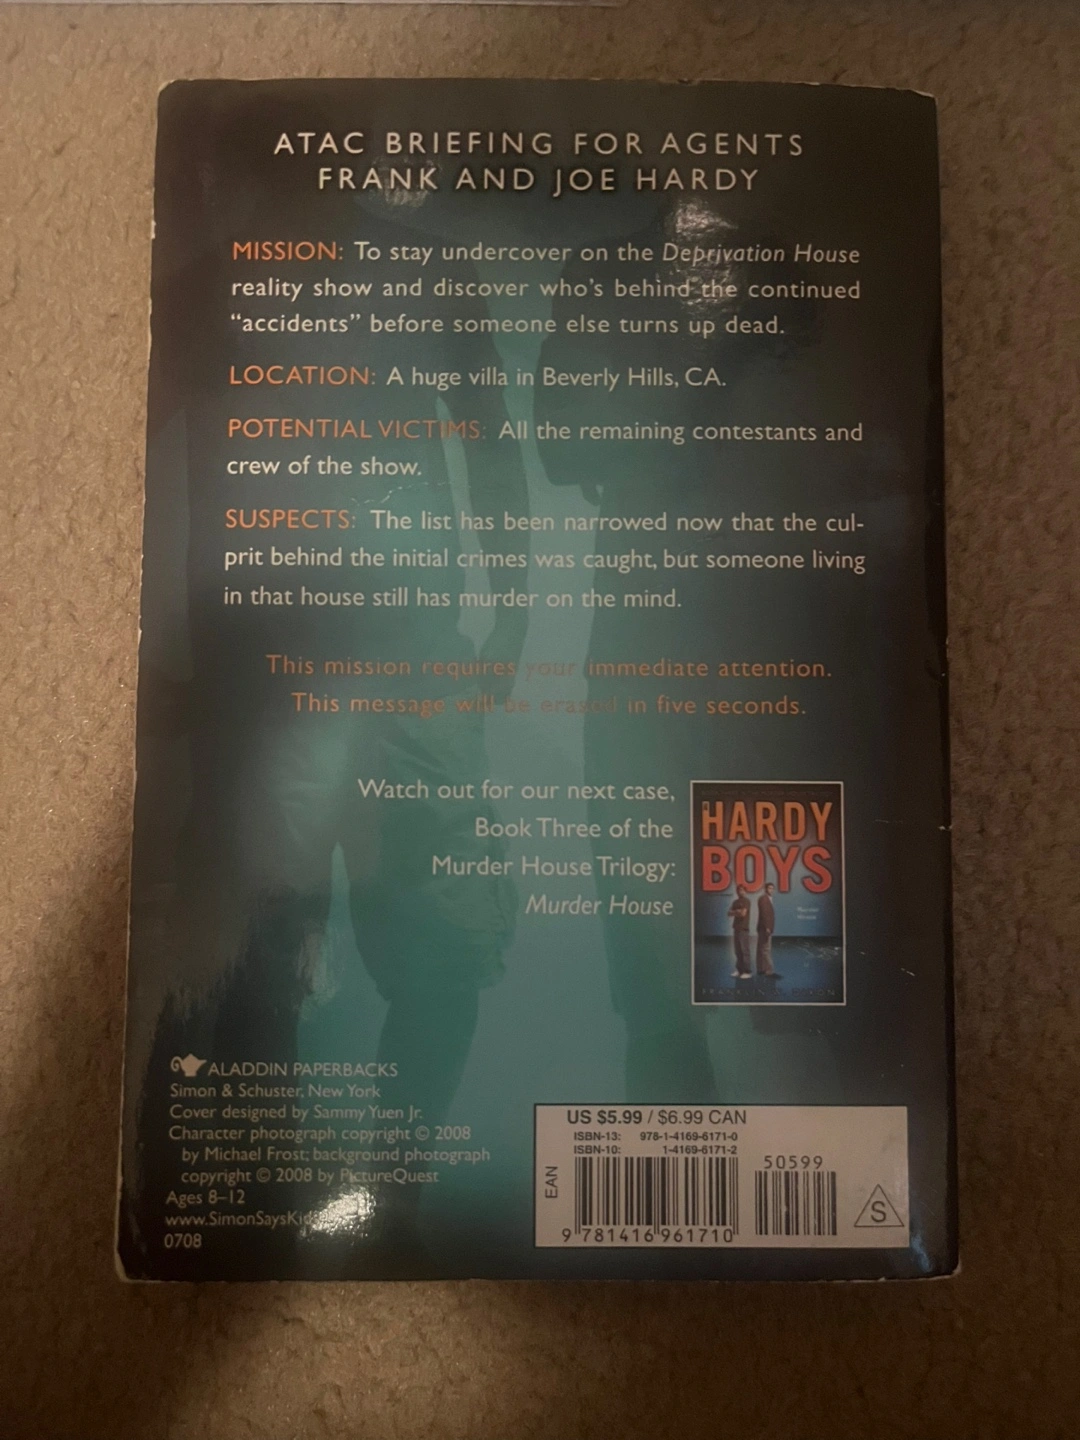 ATAC BRIEFING FOR AGENTS
FRANK AND JOE HARDY
MISSION: To stay undercover on the Deprivation House
reality show and discover who's behind the continued
“accidents” before someone else turns up dead.
LOCATION: A huge villa in Beverly Hills, CA.
POTENTIAL VICTIMS: All the remaining contestants and
crew of the show.
SUSPECTS: The list has been narrowed now that the cul-
prit behind the initial crimes was caught, but someone living
in that house still has murder on the mind.
This mission requires your immediate attention.
This message will be erased in five seconds.
Watch out for our next case,
Book Three of the
Murder House Trilogy:
Murder House
HARDY
BOYS
Murder
House
FRANKLIN W. DIXON
ALADDIN PAPERBACKS
Simon & Schuster, New York
Cover designed by Sammy Yuen Jr.
Character photograph copyright © 2008
by Michael Frost; background photograph
copyright © 2008 by PictureQuest
Ages 8–12
0708
US $5.99 / $6.99 CAN
ISBN-13: 978-1-4169-6171-0
ISBN-10: 1-4169-6171-2
EAN
50599
9 781416 961710
S